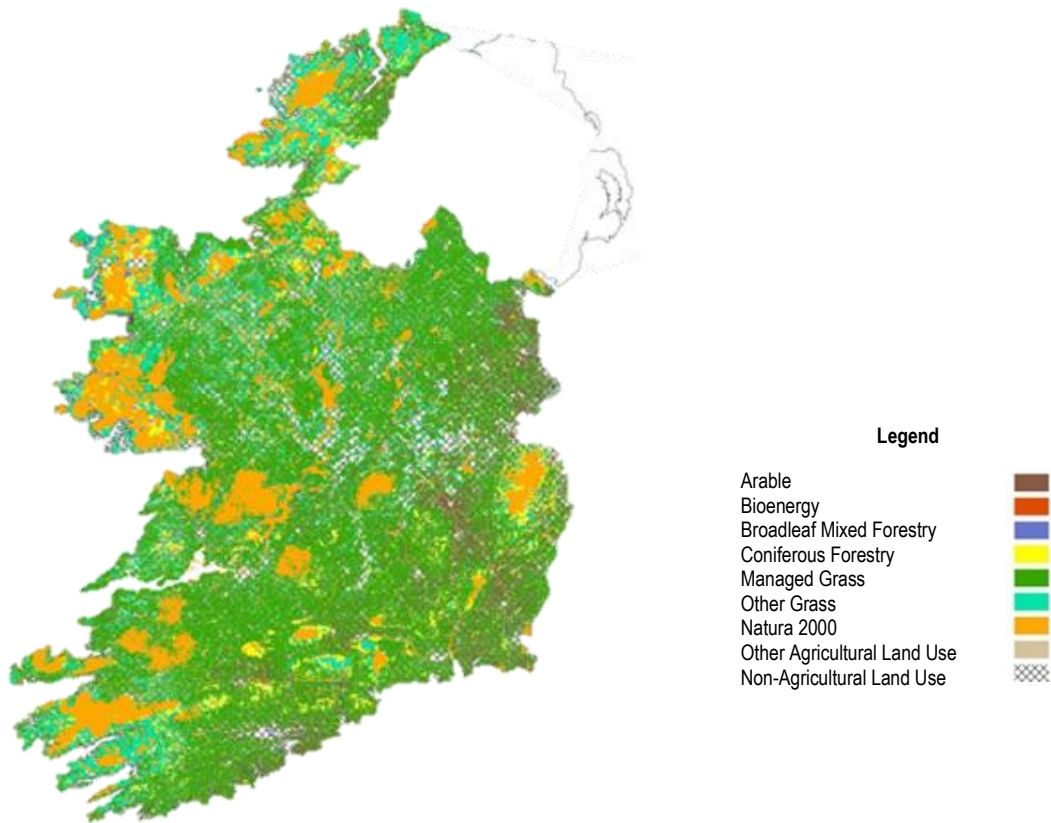 Legend
Arable
Bioenergy
Broadleaf Mixed Forestry
Coniferous Forestry
Managed Grass
Other Grass
Natura 2000
Other Agricultural Land Use
Non-Agricultural Land Use